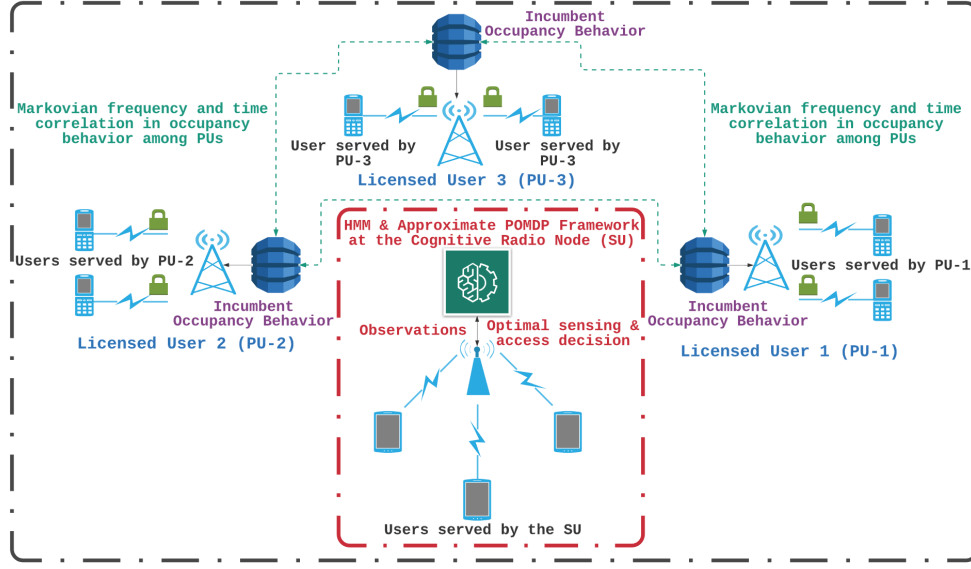 Incumbent
Occupancy Behavior
Markovian frequency and time
correlation in occupancy
behavior among PUs
Markovian frequency and time
correlation in occupancy
behavior among PUs
User served by
PU-3
User served by
PU-3
Licensed User 3 (PU-3)
HMM & Approximate POMDP Framework
at the Cognitive Radio Node (SU)
Users served by PU-2
Incumbent
Occupancy Behavior
Licensed User 2 (PU-2)
Observations
Optimal sensing &
access decision
Users served by PU-1
Incumbent
Occupancy Behavior
Licensed User 1 (PU-1)
Users served by the SU